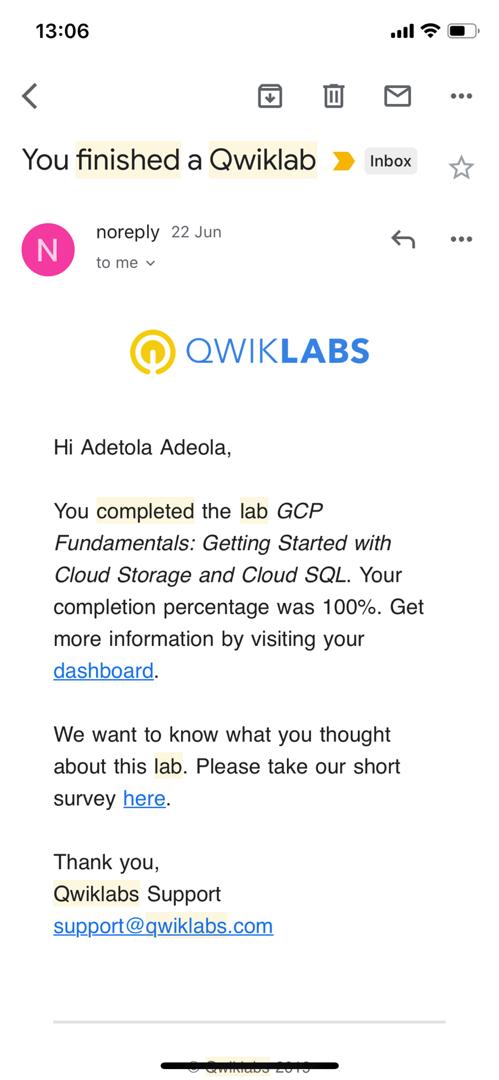 13:06
You finished a Qwiklab
Inbox
N
noreply 22 Jun
to me
QWIKLABS
Hi Adetola Adeola,
You completed the lab GCP
Fundamentals: Getting Started with
Cloud Storage and Cloud SQL. Your
completion percentage was 100%. Get
more information by visiting your
dashboard.
We want to know what you thought
about this lab. Please take our short
survey here.
Thank you,
Qwiklabs Support
support@qwiklabs.com
© Qwiklabs 2019